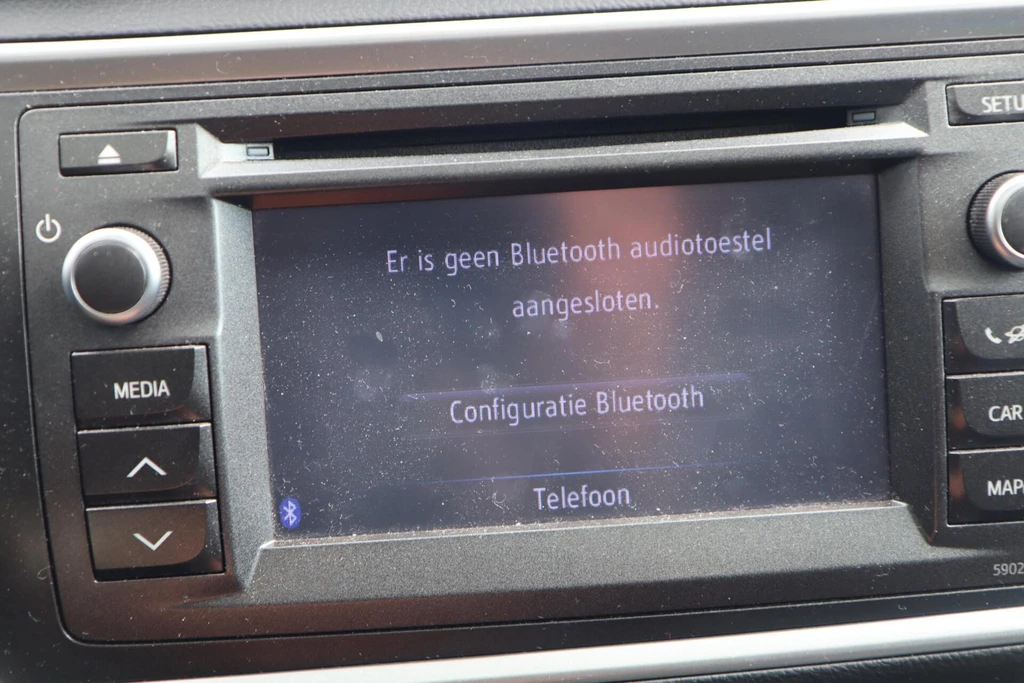 SETU
Er is geen Bluetooth audiotoestel
aangesloten.
MEDIA
Configuratie Bluetooth
CAR
Telefoon
MAP/
5902